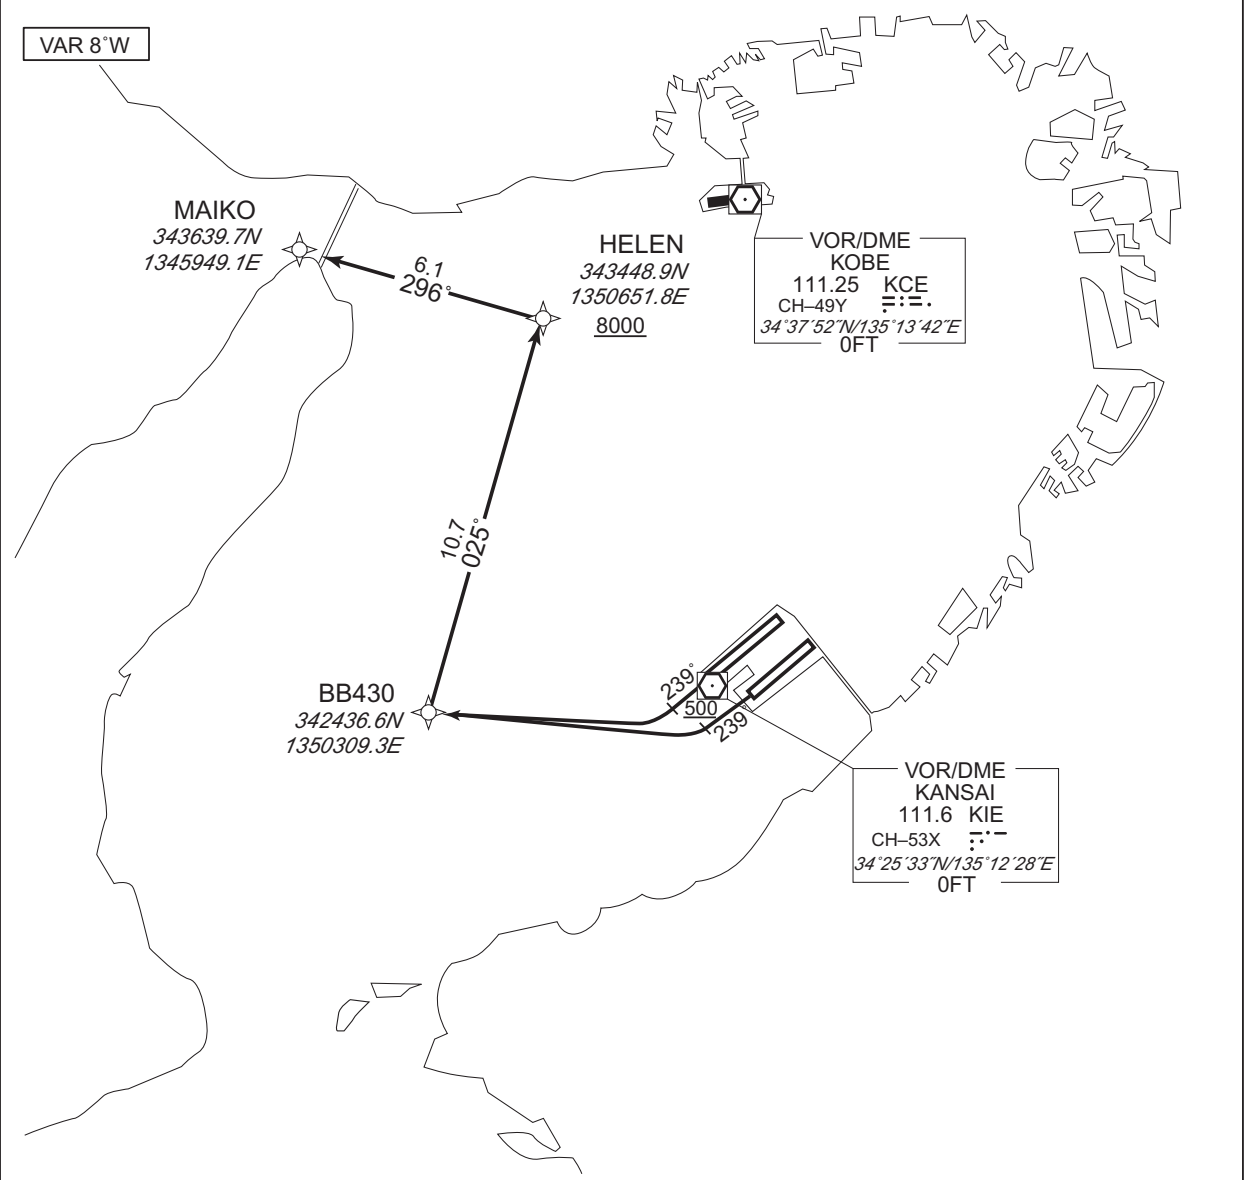 VAR 8°W
MAIKO
343639.7N
1345949.1E
6.1
296°
HELEN
343448.9N
1350651.8E
8000
VOR/DME
KOBE
111.25 KCE
CH–49Y
34°37´52˝N/135°13´42˝E
0FT
10.7
025°
BB430
342436.6N
1350309.3E
239°
500
239°
VOR/DME
KANSAI
111.6 KIE
CH–53X
34°25´33˝N/135°12´28˝E
0FT